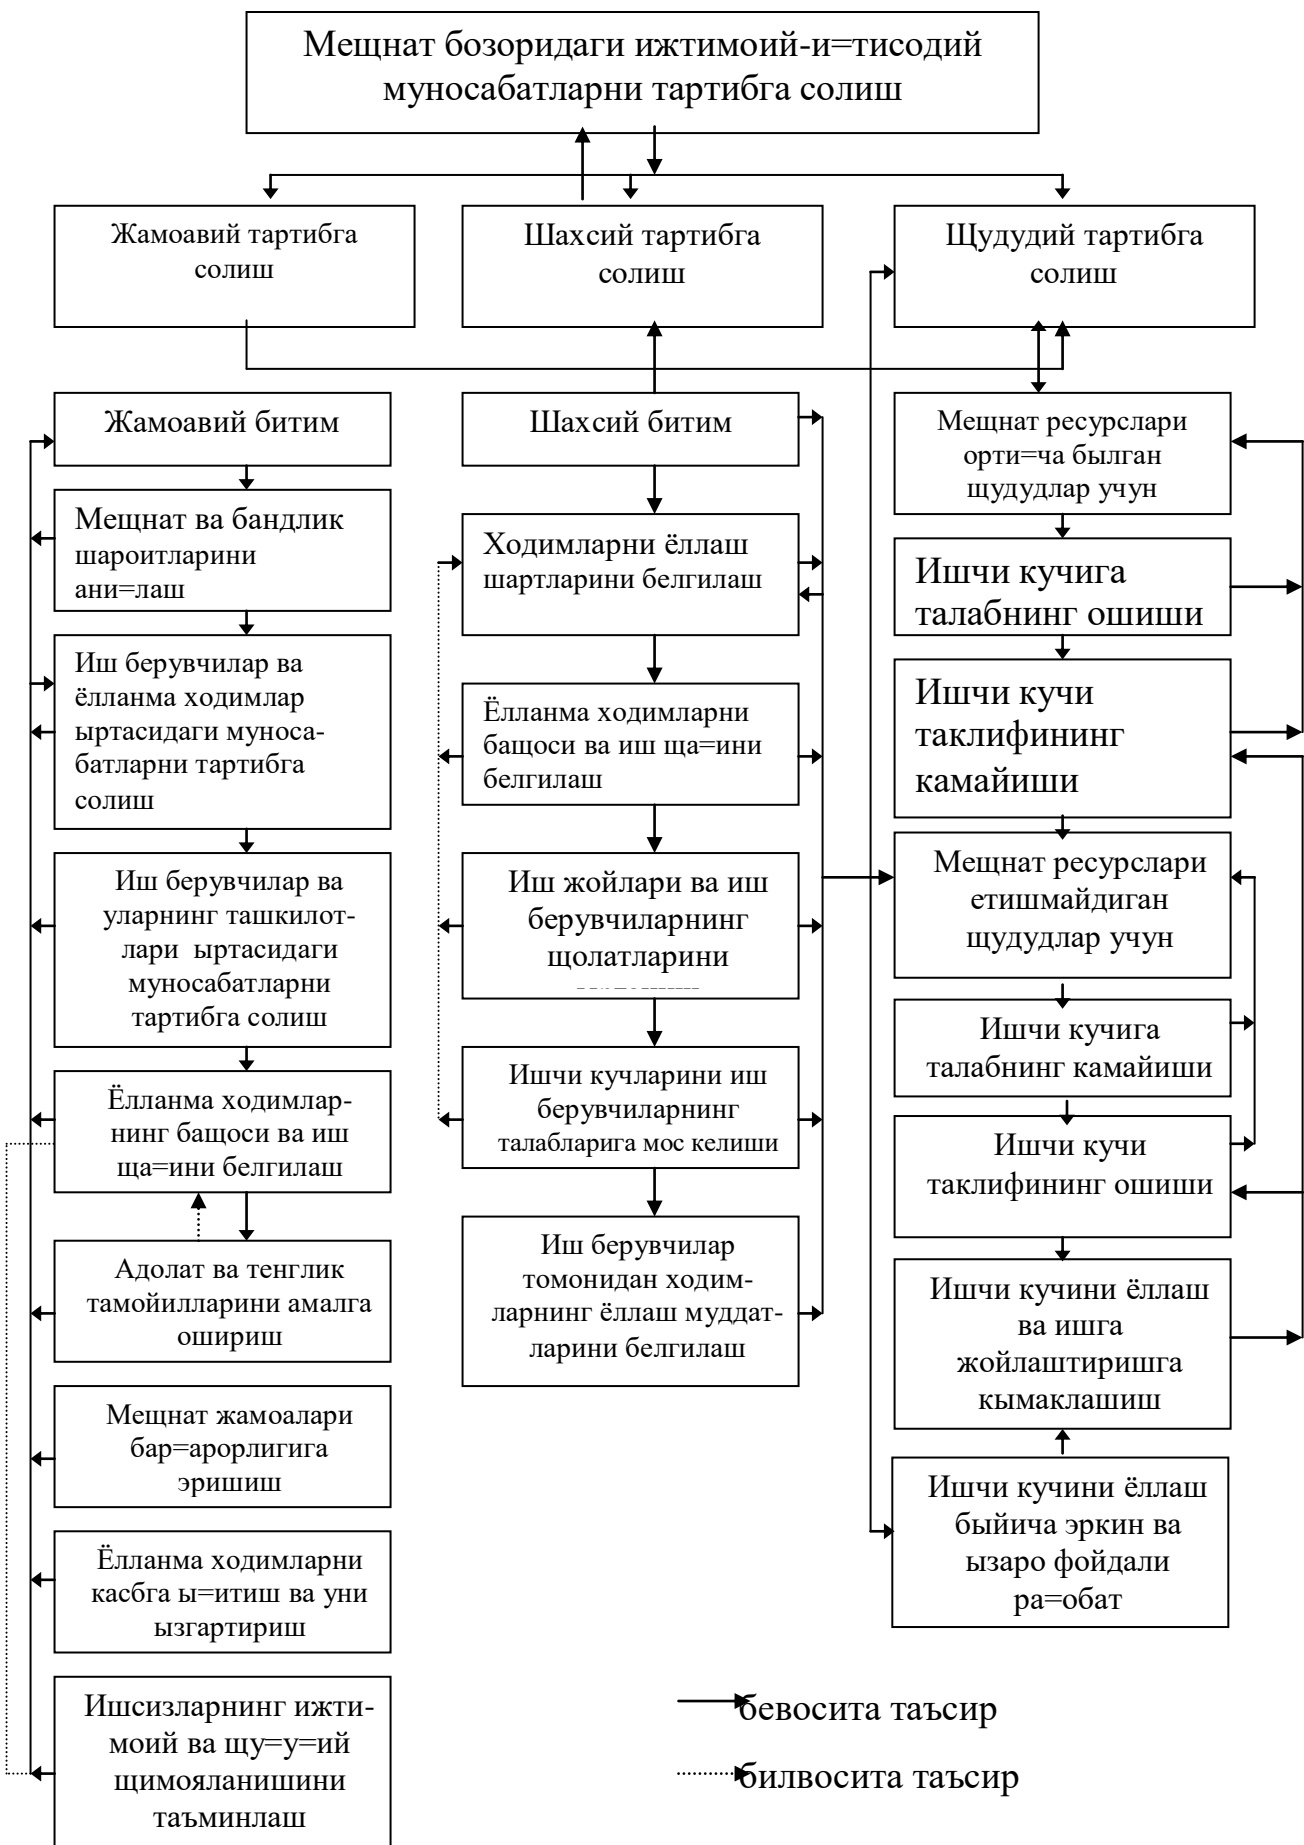 Мещнат бозоридаги ижтимоий-и=тисодий
муносабатларни тартибга солиш
Жамоавий тартибга
солиш
Шахсий тартибга
солиш
Щудудий тартибга
солиш
Жамоавий битим
Мещнат ва бандлик
шароитларини
ани=лаш
Иш берувчилар ва
ёлланма ходимлар
ыртасидаги муноса-
батларни тартибга
солиш
Иш берувчилар ва
уларнинг ташкилот-
лари ыртасидаги
муносабатларни
тартибга солиш
Ёлланма ходимлар-
нинг бащоси ва иш
ща=ини белгилаш
Адолат ва тенглик
тамойилларини амалга
ошириш
Мещнат жамоалари
бар=арорлигига
эришиш
Ёлланма ходимларни
касбга ы=итиш ва уни
ызгартириш
Ишсизларнинг ижти-
моий ва щу=у=ий
щимояланишини
таъминлаш
Шахсий битим
Ходимларни ёллаш
шартларини белгилаш
Ёлланма ходимларни
бащоси ва иш ща=ини
белгилаш
Иш жойлари ва иш
берувчиларнинг
щолатларини
Ишчи кучларини иш
берувчиларнинг
талабларига мос келиши
Иш берувчилар
томонидан ходим-
ларнинг ёллаш муддат-
ларини белгилаш
Мещнат ресурслари
орти=ча былган
щудудлар учун
Ишчи кучига
талабнинг ошиши
Ишчи кучи
таклифининг
камайиши
Мещнат ресурслари
етишмайдиган
щудудлар учун
Ишчи кучига
талабнинг камайиши
Ишчи кучи
таклифининг ошиши
Ишчи кучини ёллаш
ва ишга
жойлаштиришга
кымаклашиш
Ишчи кучини ёллаш
быйича эркин ва
ызаро фойдали
ра=обат
бевосита таъсир
билвосита таъсир